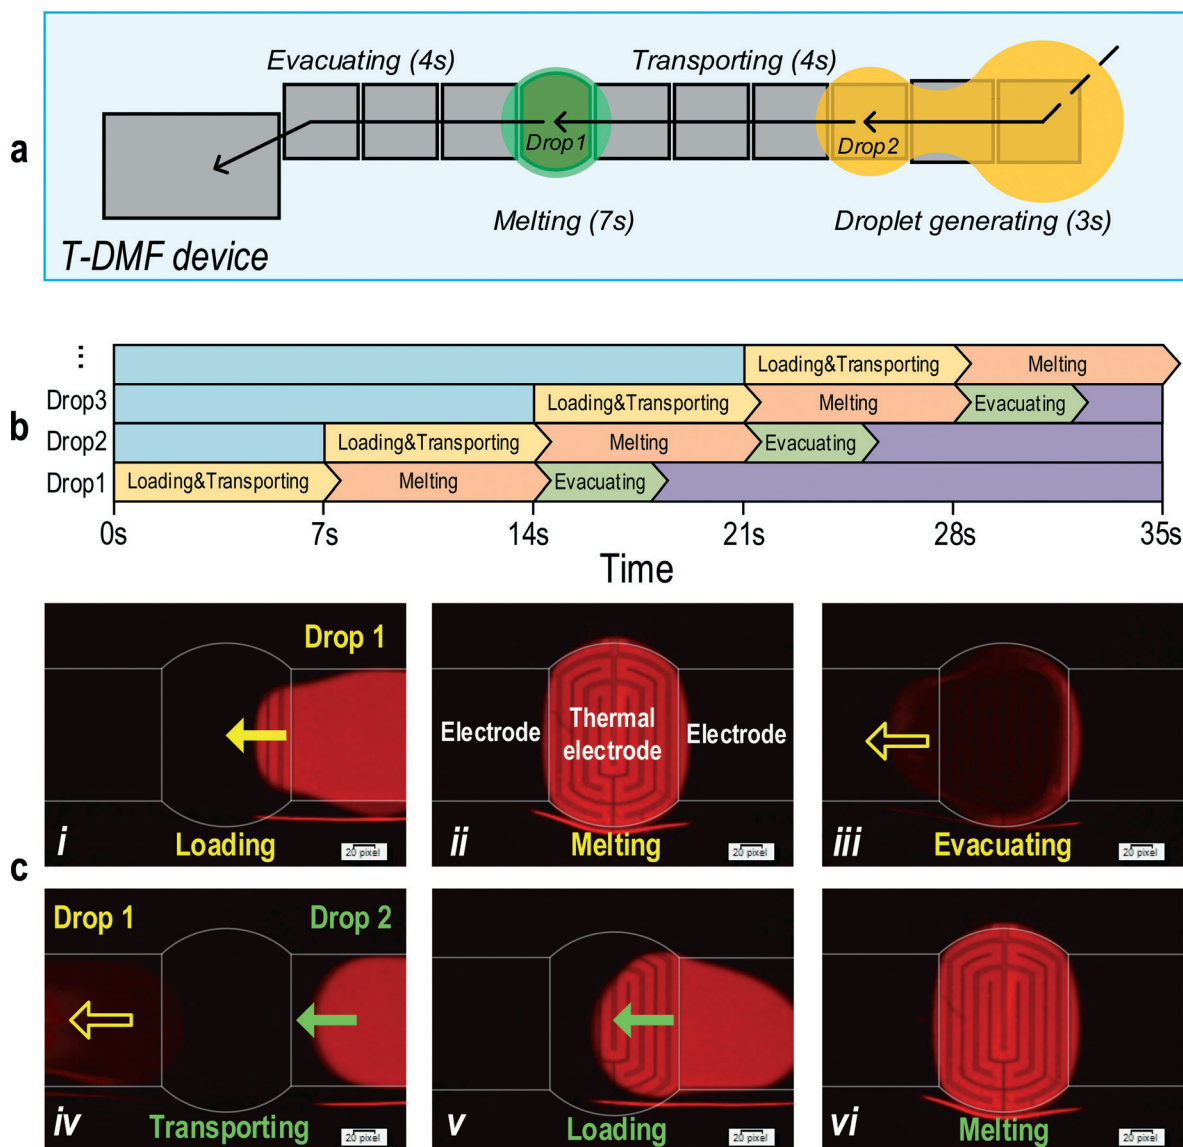 a
Evacuating (4s)
Transporting (4s)
Drop1
Drop2
Melting (7s)
Droplet generating (3s)
T-DMF device
b
⋮
Loading&Transporting
Melting
Drop3
Loading&Transporting
Melting
Evacuating
Drop2
Loading&Transporting
Melting
Evacuating
Drop1
Loading&Transporting
Melting
Evacuating
0s
7s
14s
21s
28s
35s
Time
c
Drop 1
i
Loading
20 pixel
Electrode
Thermal
electrode
Electrode
ii
Melting
20 pixel
iii
Evacuating
20 pixel
Drop 1
Drop 2
iv
Transporting
20 pixel
v
Loading
20 pixel
vi
Melting
20 pixel